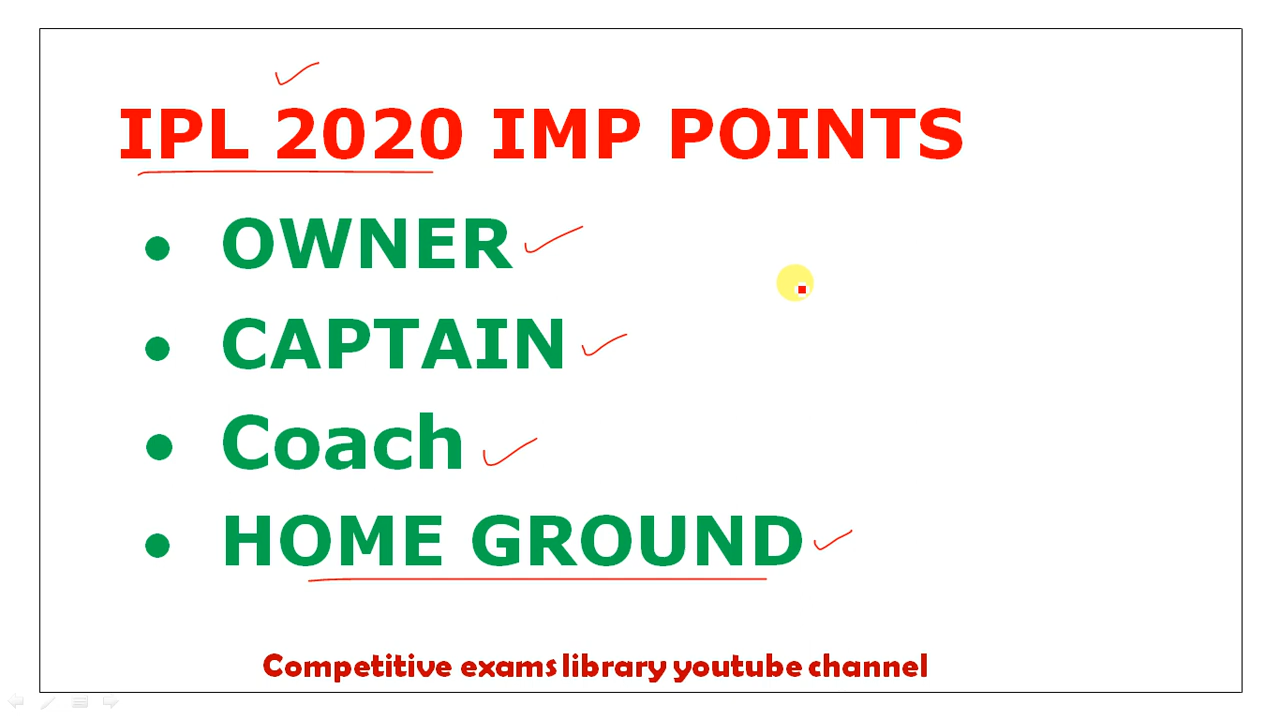 IPL 2020 IMP POINTS
• OWNER
• CAPTAIN
• Coach
• HOME GROUND
Competitive exams library youtube channel